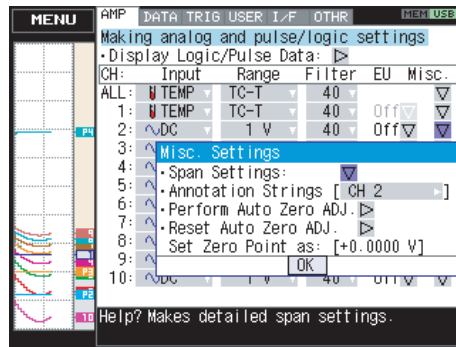 MENU AMP DATA TRIG USER I/F OTHR MEM USB
Making analog and pulse/logic settings
・Display Logic/Pulse Data:
CH: Input Range Filter EU Misc.
ALL: TEMP TC-T 40
1: TEMP TC-T 40 Off
2: DC 1 V 40 Off
3:
Misc. Settings
4:
・Span Settings:
5:
・Annotation Strings [ CH 2 ]
6:
・Perform Auto Zero ADJ.
7:
・Reset Auto Zero ADJ.
8:
Set Zero Point as: [+0.0000 V]
9:
OK
10: DC 1 V 40 Off
P4
P2
10
Help? Makes detailed span settings.